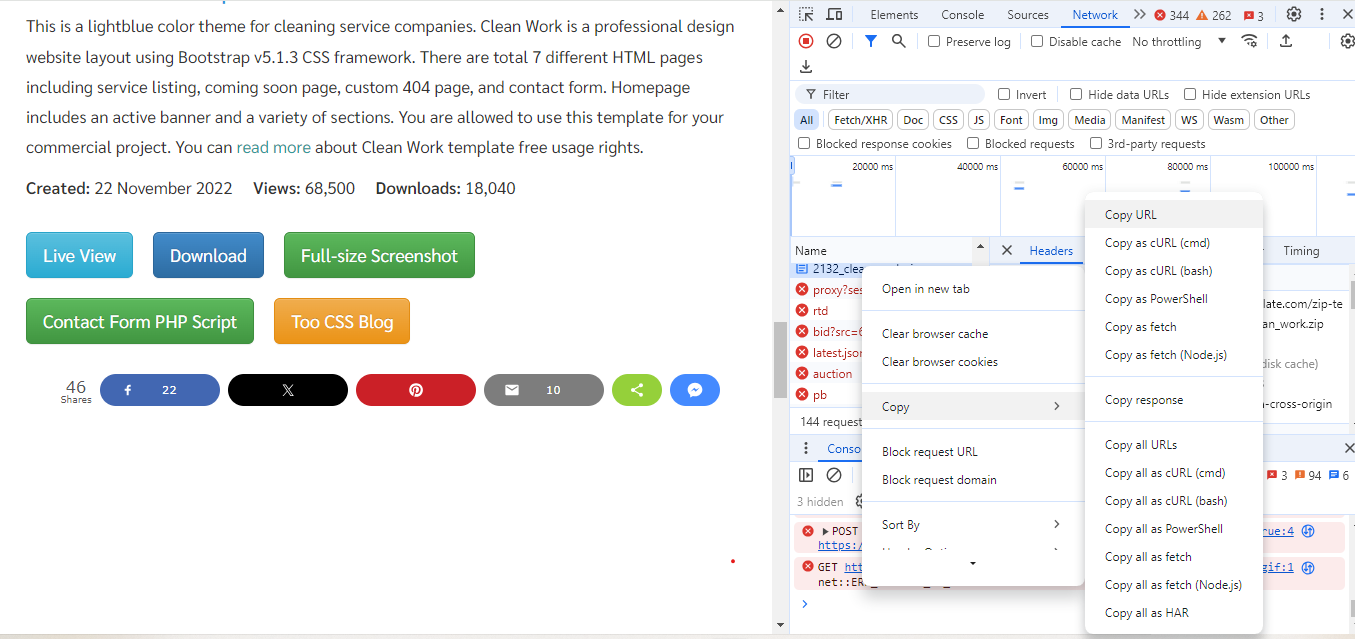 This is a lightblue color theme for cleaning service companies. Clean Work is a professional design
website layout using Bootstrap v5.1.3 CSS framework. There are total 7 different HTML pages
including service listing, coming soon page, custom 404 page, and contact form. Homepage
includes an active banner and a variety of sections. You are allowed to use this template for your
commercial project. You can read more about Clean Work template free usage rights.
Created: 22 November 2022 Views: 68,500 Downloads: 18,040
Live View Download Full-size Screenshot
Contact Form PHP Script Too CSS Blog
46
Shares
22
10
Elements Console Sources Network 344 262 3
Preserve log Disable cache No throttling
Filter Invert Hide data URLs Hide extension URLs
All Fetch/XHR Doc CSS JS Font Img Media Manifest WS Wasm Other
Blocked response cookies Blocked requests 3rd-party requests
20000 ms 40000 ms 60000 ms 80000 ms 100000 ms
Name Headers Timing
2132_clea
proxy?ses
rtd
bid?src=6
latest.json
auction
pb
144 request
late.com/zip-te
an_work.zip
disk cache)
-cross-origin
Conso
3 94 6
3 hidden
POST rue:4
https:/
GET htt gif:1
net::ER
Open in new tab
Clear browser cache
Clear browser cookies
Copy
Block request URL
Block request domain
Sort By
Copy URL
Copy as cURL (cmd)
Copy as cURL (bash)
Copy as PowerShell
Copy as fetch
Copy as fetch (Node.js)
Copy response
Copy all URLs
Copy all as cURL (cmd)
Copy all as cURL (bash)
Copy all as PowerShell
Copy all as fetch
Copy all as fetch (Node.js)
Copy all as HAR